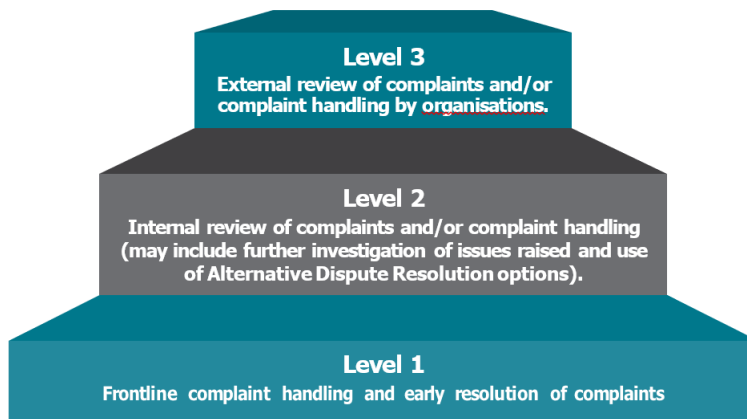 Level 3
External review of complaints and/or
complaint handling by organisations.
Level 2
Internal review of complaints and/or complaint handling
(may include further investigation of issues raised and use
of Alternative Dispute Resolution options).
Level 1
Frontline complaint handling and early resolution of complaints